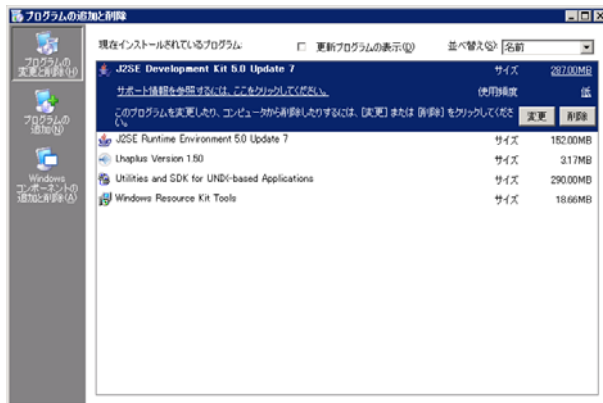 プログラムの追加と削除
プログラムの
変更と削除(H)
プログラムの
追加(N)
Windows
コンポーネントの
追加と削除(A)
現在インストールされているプログラム:
更新プログラムの表示(D)
並べ替え(S): 名前
J2SE Development Kit 5.0 Update 7 サイズ 287.00MB
サポート情報を参照するには、ここをクリックしてください。 使用頻度 低
このプログラムを変更したり、コンピュータから削除したりするには、[変更] または [削除] をクリックしてくださ
い。
変更 削除
J2SE Runtime Environment 5.0 Update 7 サイズ 152.00MB
Lhaplus Version 1.50 サイズ 3.17MB
Utilities and SDK for UNIX-based Applications サイズ 290.00MB
Windows Resource Kit Tools サイズ 18.66MB